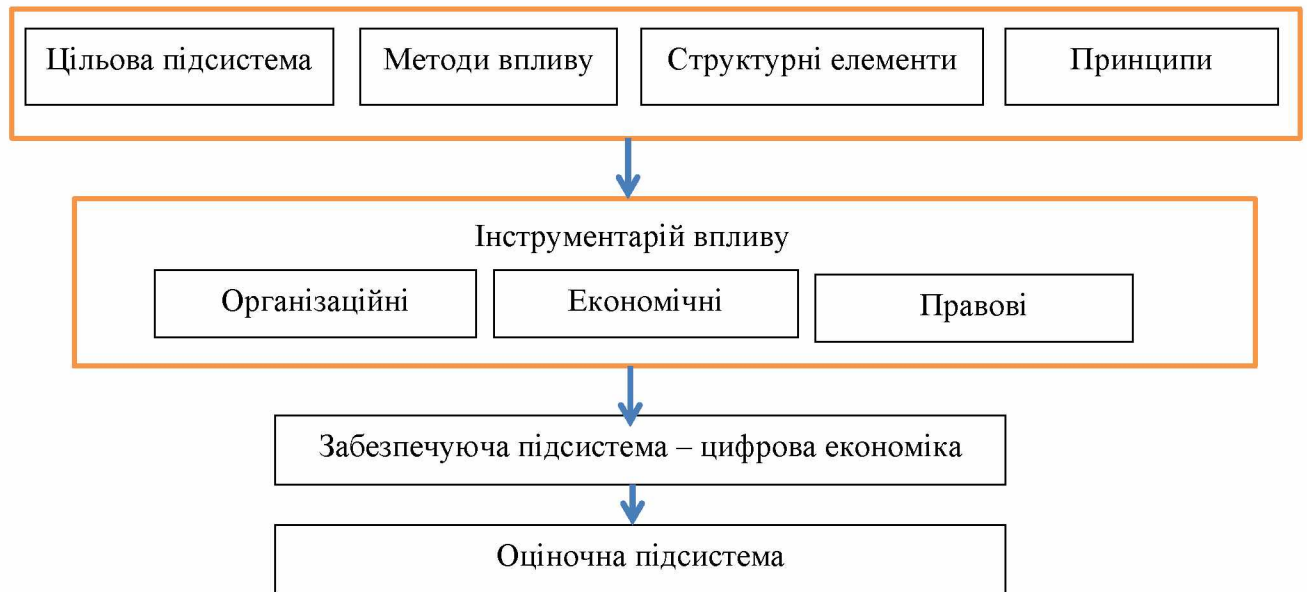 Цільова підсистема
Методи впливу
Структурні елементи
Принципи
Інструментарій впливу
Організаційні
Економічні
Правові
Забезпечуюча підсистема – цифрова економіка
Оціночна підсистема